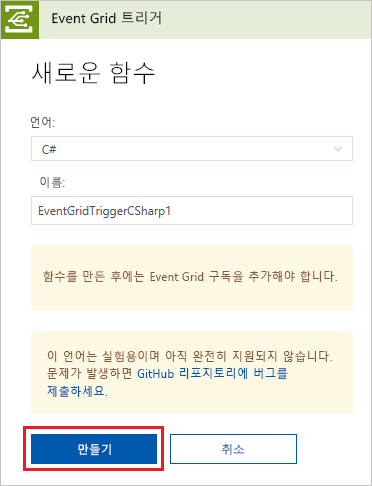 Event Grid 트리거
새로운 함수
언어:
C#
이름:
EventGridTriggerCSharp1
함수를 만든 후에는 Event Grid 구독을 추가해야 합니다.
이 언어는 실험용이며 아직 완전히 지원되지 않습니다.
문제가 발생하면 GitHub 리포지토리에 버그를
제출하세요.
만들기
취소